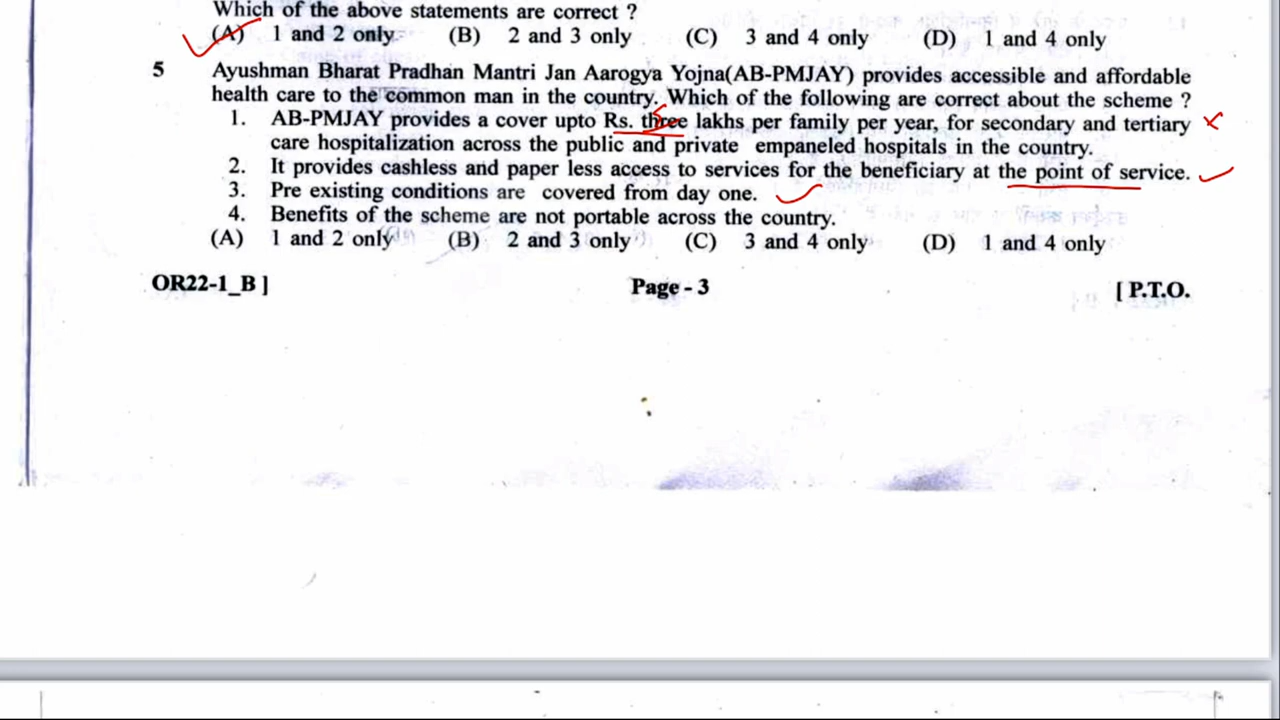 Which of the above statements are correct ?
(A) 1 and 2 only (B) 2 and 3 only (C) 3 and 4 only (D) 1 and 4 only
5 Ayushman Bharat Pradhan Mantri Jan Aarogya Yojna(AB-PMJAY) provides accessible and affordable
health care to the common man in the country. Which of the following are correct about the scheme ?
1. AB-PMJAY provides a cover upto Rs. three lakhs per family per year, for secondary and tertiary
care hospitalization across the public and private empaneled hospitals in the country.
2. It provides cashless and paper less access to services for the beneficiary at the point of service.
3. Pre existing conditions are covered from day one.
4. Benefits of the scheme are not portable across the country.
(A) 1 and 2 only (B) 2 and 3 only (C) 3 and 4 only (D) 1 and 4 only
OR22-1_B ] Page - 3 [ P.T.O.